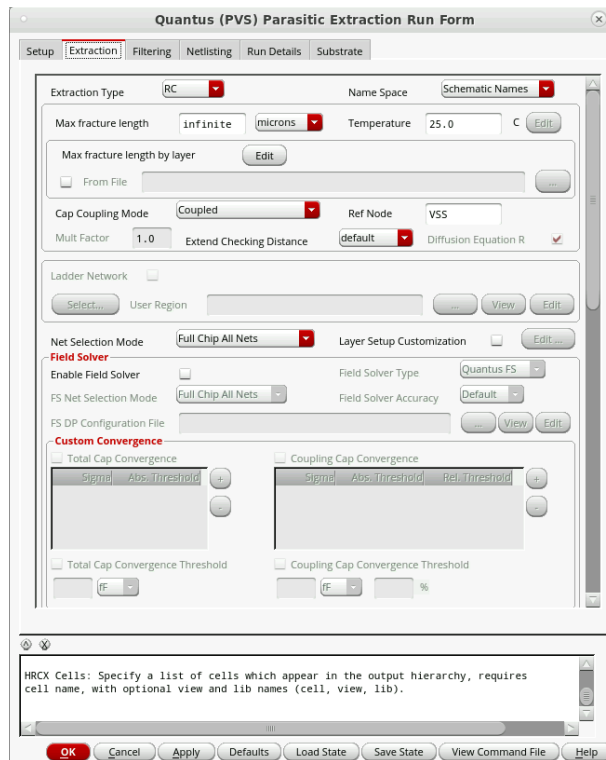 Quantus (PVS) Parasitic Extraction Run Form
Setup Extraction Filtering Netlisting Run Details Substrate
Extraction Type RC Name Space Schematic Names
Max fracture length infinite microns Temperature 25.0 C Edit
Max fracture length by layer Edit
From File ...
Cap Coupling Mode Coupled Ref Node VSS
Mult Factor 1.0 Extend Checking Distance default Diffusion Equation R
Ladder Network
Select... User Region ... View Edit
Net Selection Mode Full Chip All Nets Layer Setup Customization Edit ...
Field Solver
Enable Field Solver Field Solver Type Quantus FS
FS Net Selection Mode Full Chip All Nets Field Solver Accuracy Default
FS DP Configuration File ... View Edit
Custom Convergence
Total Cap Convergence Coupling Cap Convergence
Sigma Abs. Threshold + Sigma Abs. Threshold Rel. Threshold +
- -
Total Cap Convergence Threshold Coupling Cap Convergence Threshold
fF fF %
HRCX Cells: Specify a list of cells which appear in the output hierarchy, requires
cell name, with optional view and lib names (cell, view, lib).
OK Cancel Apply Defaults Load State Save State View Command File Help